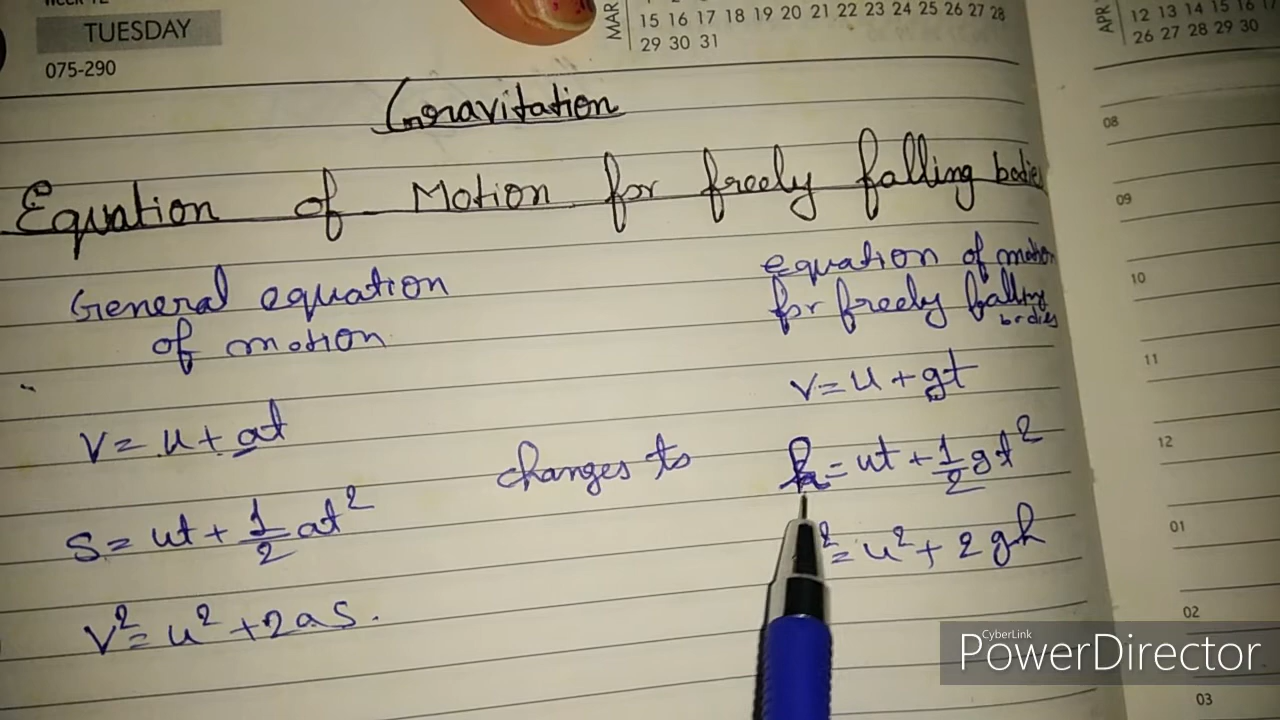 TUESDAY
075-290
MAR
15 16 17 18 19 20 21 22 23 24 25 26 27 28
29 30 31
APR
12 13 14 15 16 17
26 27 28 29 30
Gravitation
Equation of Motion for freely falling bodies
General equation
of motion
V = u + at
S = ut + 1/2 at²
V² = u² + 2as.
changes to
equation of motion
for freely falling
bodies
V = u + gt
h = ut + 1/2 gt²
² = u² + 2gh
08
09
10
11
12
01
02
03
CyberLink
PowerDirector